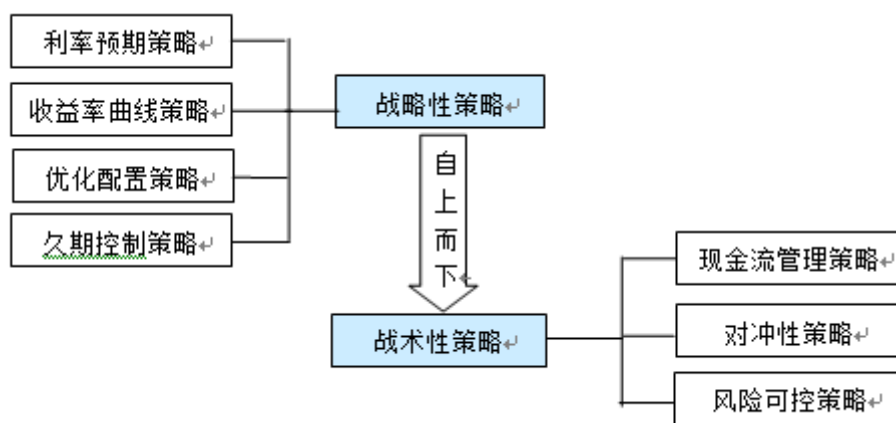 利率预期策略
收益率曲线策略
优化配置策略
久期控制策略
战略性策略
自上而下
战术性策略
现金流管理策略
对冲性策略
风险可控策略